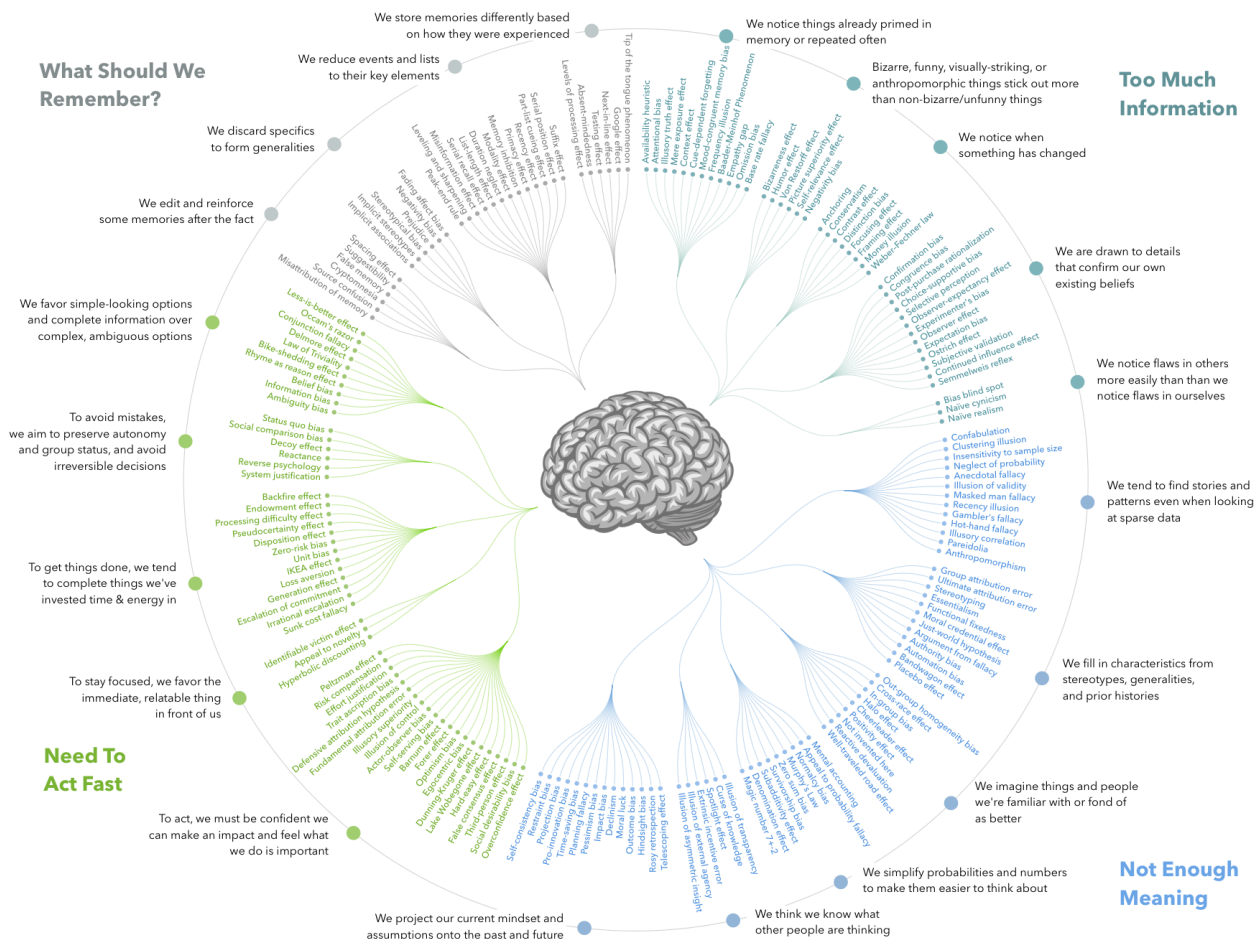 What Should We
Remember?
We store memories differently based
on how they were experienced
We reduce events and lists
to their key elements
We discard specifics
to form generalities
We edit and reinforce
some memories after the fact
Tip of the tongue phenomenon
Google effect
Next-in-line effect
Testing effect
Absent-mindedness
Levels of processing effect
Suffix effect
Serial position effect
Part-list cueing effect
Recency effect
Primacy effect
Memory inhibition
Modality effect
Duration neglect
List-length effect
Serial recall effect
Misinformation effect
Leveling and sharpening
Peak-end rule
Fading affect bias
Negativity bias
Prejudice
Stereotypical bias
Implicit stereotypes
Implicit associations
Spacing effect
Suggestibility
False memory
Cryptomnesia
Source confusion
Misattribution of memory
Too Much
Information
We notice things already primed in
memory or repeated often
Bizarre, funny, visually-striking, or
anthropomorphic things stick out more
than non-bizarre/unfunny things
We notice when
something has changed
We are drawn to details
that confirm our own
existing beliefs
We notice flaws in others
more easily than than we
notice flaws in ourselves
Availability heuristic
Attentional bias
Illusory truth effect
Mere exposure effect
Context effect
Cue-dependent forgetting
Mood-congruent memory bias
Frequency illusion
Baader-Meinhof Phenomenon
Empathy gap
Omission bias
Base rate fallacy
Bizarreness effect
Humor effect
Von Restorff effect
Picture superiority effect
Self-relevance effect
Negativity bias
Anchoring
Conservatism
Contrast effect
Distinction bias
Focusing effect
Framing effect
Money illusion
Weber-Fechner law
Confirmation bias
Congruence bias
Post-purchase rationalization
Choice-supportive bias
Selective perception
Observer-expectancy effect
Experimenter's bias
Observer effect
Expectation bias
Ostrich effect
Subjective validation
Continued influence effect
Semmelweis reflex
Bias blind spot
Naïve cynicism
Naïve realism
We tend to find stories and
patterns even when looking
at sparse data
We fill in characteristics from
stereotypes, generalities,
and prior histories
We imagine things and people
we're familiar with or fond of
as better
We simplify probabilities and numbers
to make them easier to think about
We think we know what
other people are thinking
We project our current mindset and
assumptions onto the past and future
Not Enough
Meaning
Confabulation
Clustering illusion
Insensitivity to sample size
Neglect of probability
Anecdotal fallacy
Illusion of validity
Masked man fallacy
Recency illusion
Gambler's fallacy
Hot-hand fallacy
Illusory correlation
Pareidolia
Anthropomorphism
Group attribution error
Ultimate attribution error
Stereotyping
Essentialism
Functional fixedness
Moral credential effect
Just-world hypothesis
Argument from fallacy
Authority bias
Automation bias
Bandwagon effect
Placebo effect
Out-group homogeneity bias
Cross-race effect
In-group bias
Halo effect
Cheerleader effect
Positivity effect
Not invented here
Reactive devaluation
Well-traveled road effect
Mental accounting
Appeal to probability fallacy
Normalcy bias
Murphy's Law
Zero sum bias
Survivorship bias
Subadditivity effect
Denomination effect
Magic number 7+-2
Illusion of transparency
Curse of knowledge
Spotlight effect
Extrinsic incentive error
Illusion of external agency
Illusion of asymmetric insight
Telescoping effect
Rosy retrospection
Hindsight bias
Outcome bias
Moral luck
Declinism
Impact bias
Pessimism bias
Planning fallacy
Time-saving bias
Pro-innovation bias
Projection bias
Restraint bias
Self-consistency bias
We favor simple-looking options
and complete information over
complex, ambiguous options
To avoid mistakes,
we aim to preserve autonomy
and group status, and avoid
irreversible decisions
To get things done, we tend
to complete things we've
invested time & energy in
To stay focused, we favor the
immediate, relatable thing
in front of us
Need To
Act Fast
To act, we must be confident we
can make an impact and feel what
we do is important
Less-is-better effect
Occam's razor
Conjunction fallacy
Delmore effect
Law of Triviality
Bike-shedding effect
Rhyme as reason effect
Belief bias
Information bias
Ambiguity bias
Status quo bias
Social comparison bias
Decoy effect
Reactance
Reverse psychology
System justification
Backfire effect
Endowment effect
Processing difficulty effect
Pseudocertainty effect
Disposition effect
Zero-risk bias
Unit bias
IKEA effect
Loss aversion
Generation effect
Escalation of commitment
Irrational escalation
Sunk cost fallacy
Identifiable victim effect
Appeal to novelty
Hyperbolic discounting
Peltzman effect
Risk compensation
Effort justification
Trait ascription bias
Defensive attribution hypothesis
Fundamental attribution error
Illusory superiority
Illusion of control
Actor-observer bias
Self-serving bias
Barnum effect
Forer effect
Optimism bias
Egocentric bias
Dunning-Kruger effect
Lake Wobegone effect
Hard-easy effect
False consensus effect
Third-person effect
Social desirability bias
Overconfidence effect